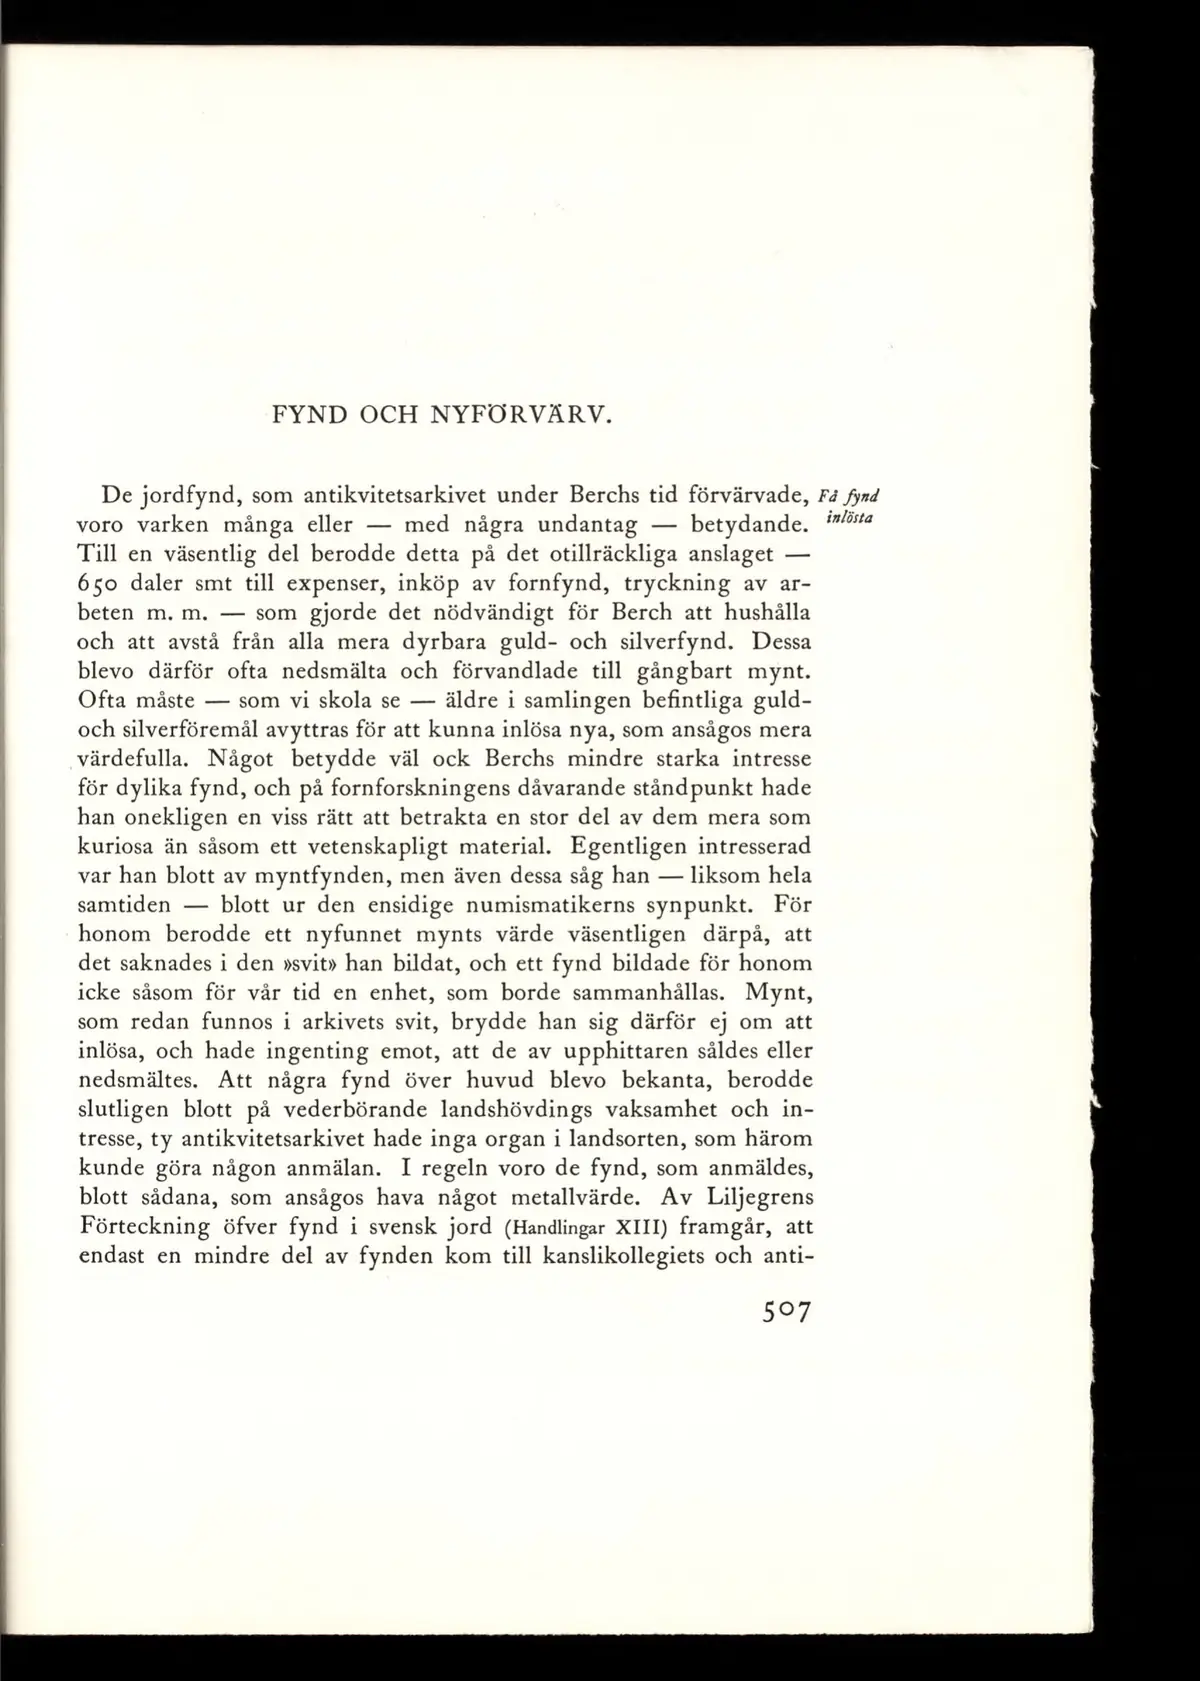 FYND OCH NYFÖRVÄRV.
De jordfynd, som antikvitetsarkivet under Berchs tid förvärvade,
Få fynd
inlösta
voro varken många eller — med några undantag — betydande.
Till en väsentlig del berodde detta på det otillräckliga anslaget —
650 daler smt till expenser, inköp av fornfynd, tryckning av ar-
beten m. m. — som gjorde det nödvändigt för Berch att hushålla
och att avstå från alla mera dyrbara guld- och silverfynd. Dessa
blevo därför ofta nedsmälta och förvandlade till gångbart mynt.
Ofta måste — som vi skola se — äldre i samlingen befintliga guld-
och silverföremål avyttras för att kunna inlösa nya, som ansågos mera
värdefulla. Något betydde väl ock Berchs mindre starka intresse
för dylika fynd, och på fornforskningens dåvarande ståndpunkt hade
han onekligen en viss rätt att betrakta en stor del av dem mera som
kuriosa än såsom ett vetenskapligt material. Egentligen intresserad
var han blott av myntfynden, men även dessa såg han — liksom hela
samtiden — blott ur den ensidige numismatikerns synpunkt. För
honom berodde ett nyfunnet mynts värde väsentligen därpå, att
det saknades i den »svit» han bildat, och ett fynd bildade för honom
icke såsom för vår tid en enhet, som borde sammanhållas. Mynt,
som redan funnos i arkivets svit, brydde han sig därför ej om att
inlösa, och hade ingenting emot, att de av upphittaren såldes eller
nedsmältes. Att några fynd över huvud blevo bekanta, berodde
slutligen blott på vederbörande landshövdings vaksamhet och in-
tresse, ty antikvitetsarkivet hade inga organ i landsorten, som härom
kunde göra någon anmälan. I regeln voro de fynd, som anmäldes,
blott sådana, som ansågos hava något metallvärde. Av Liljegrens
Förteckning öfver fynd i svensk jord (Handlingar XIII) framgår, att
endast en mindre del av fynden kom till kanslikollegiets och anti-
507